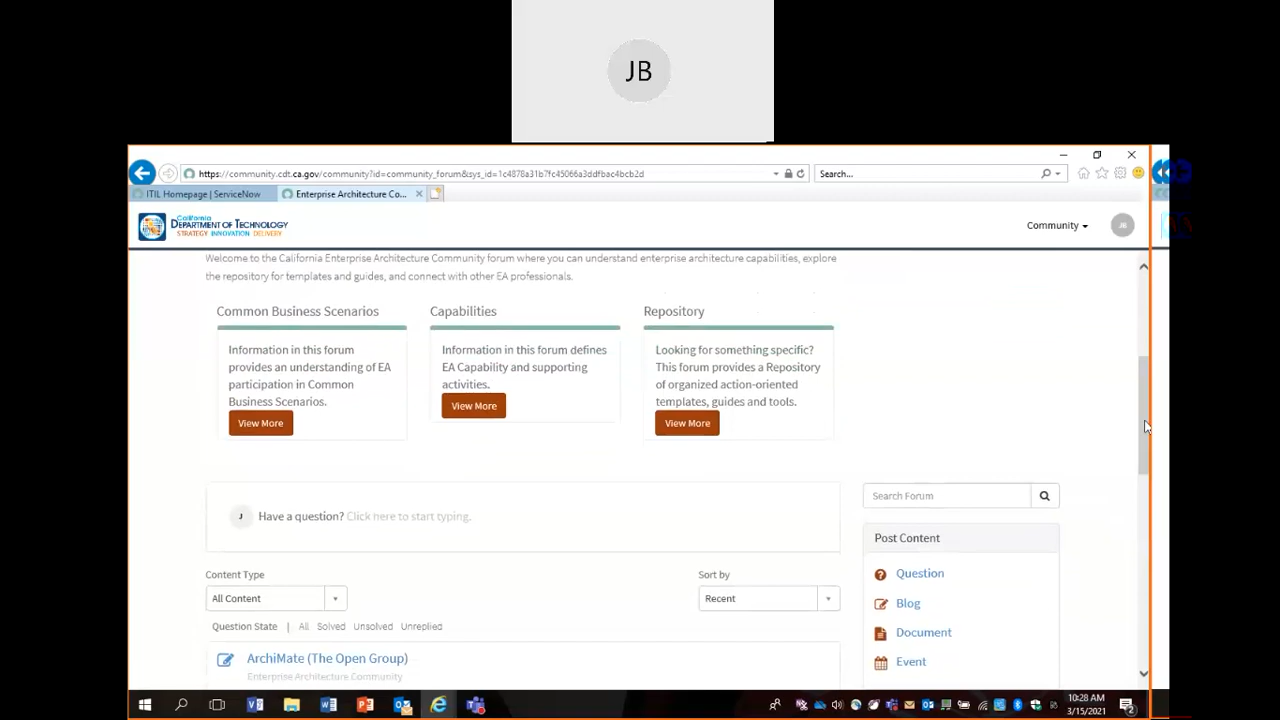 JB
https://community.cdt.ca.gov/community?id=community_forum&sys_id=1c4878a31b7fc45066a3ddfbac4bcb2d
Search...
ITIL Homepage | ServiceNow
Enterprise Architecture Co...
California
DEPARTMENT OF TECHNOLOGY
STRATEGY INNOVATION DELIVERY
Community
JB
Welcome to the California Enterprise Architecture Community forum where you can understand enterprise architecture capabilities, explore
the repository for templates and guides, and connect with other EA professionals.
Common Business Scenarios
Information in this forum
provides an understanding of EA
participation in Common
Business Scenarios.
View More
Capabilities
Information in this forum defines
EA Capability and supporting
activities.
View More
Repository
Looking for something specific?
This forum provides a Repository
of organized action-oriented
templates, guides and tools.
View More
J
Have a question? Click here to start typing.
Search Forum
Post Content
Question
Blog
Document
Event
Content Type
All Content
Sort by
Recent
Question State | All Solved Unsolved Unreplied
ArchiMate (The Open Group)
Enterprise Architecture Community
10:28 AM
3/15/2021
2